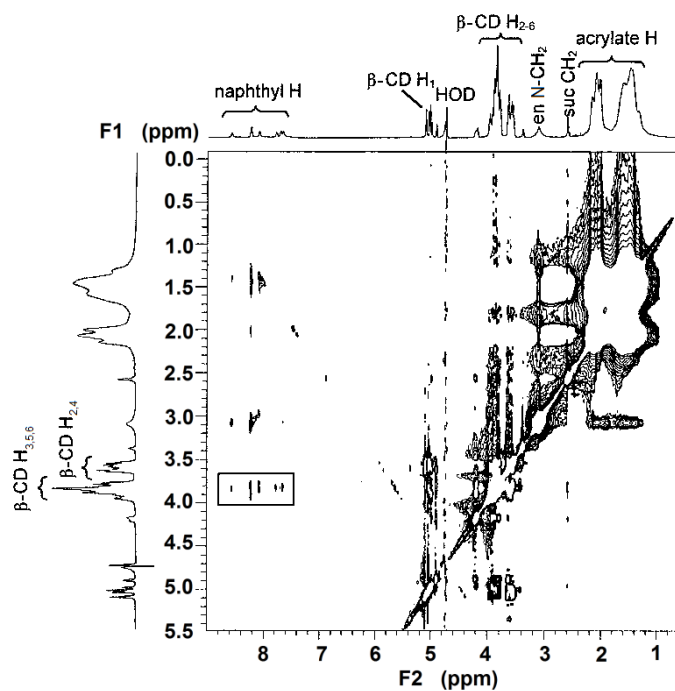 β-CD H2-6
acrylate H
β-CD H1
HOD
en N-CH2
suc CH2
naphthyl H
F1 (ppm)
0.0
0.5
1.0
1.5
2.0
2.5
3.0
3.5
4.0
4.5
5.0
5.5
β-CD H3,5,6
β-CD H2,4
8 7 6 5 4 3 2 1
F2 (ppm)